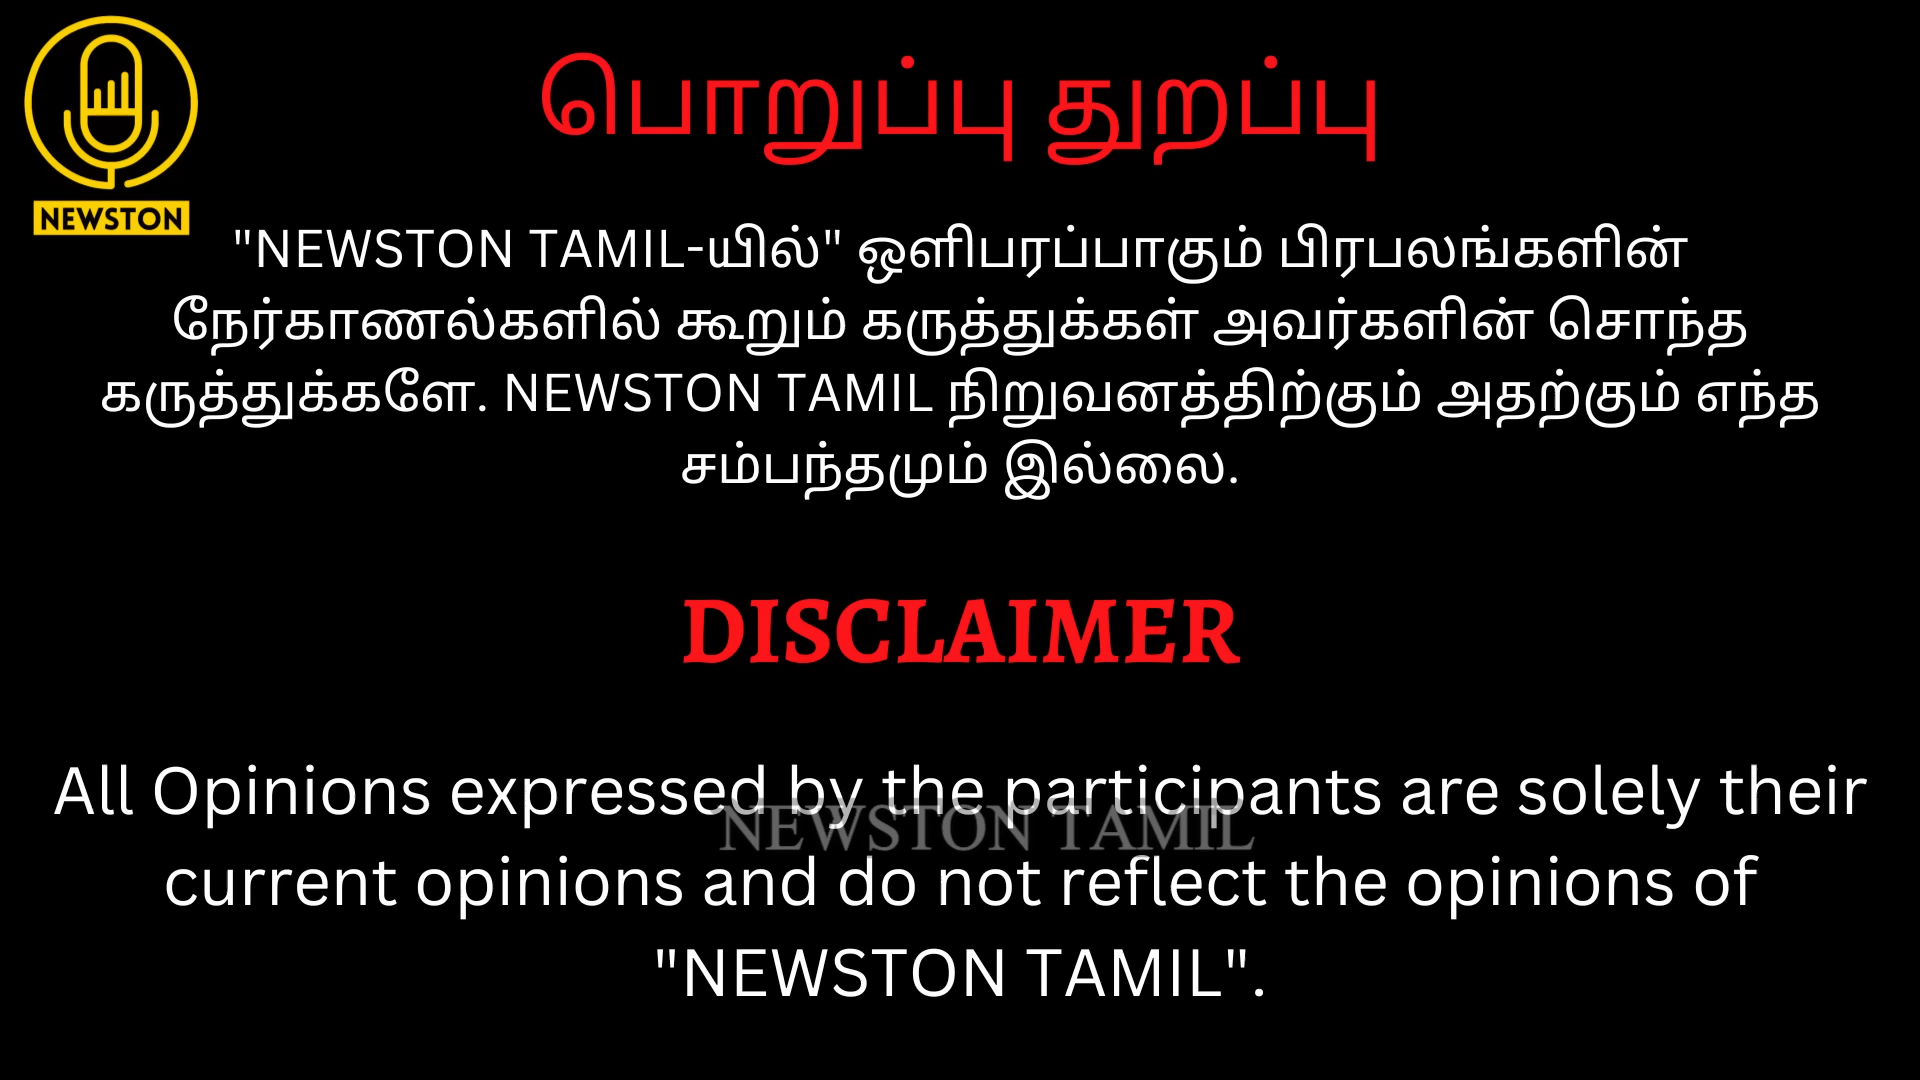 NEWSTON
பொறுப்பு துறப்பு
"NEWSTON TAMIL-யில்" ஒளிபரப்பாகும் பிரபலங்களின்
நேர்காணல்களில் கூறும் கருத்துக்கள் அவர்களின் சொந்த
கருத்துக்களே. NEWSTON TAMIL நிறுவனத்திற்கும் அதற்கும் எந்த
சம்பந்தமும் இல்லை.
DISCLAIMER
All Opinions expressed by the participants are solely their
NEWSTON TAMIL
current opinions and do not reflect the opinions of
"NEWSTON TAMIL".